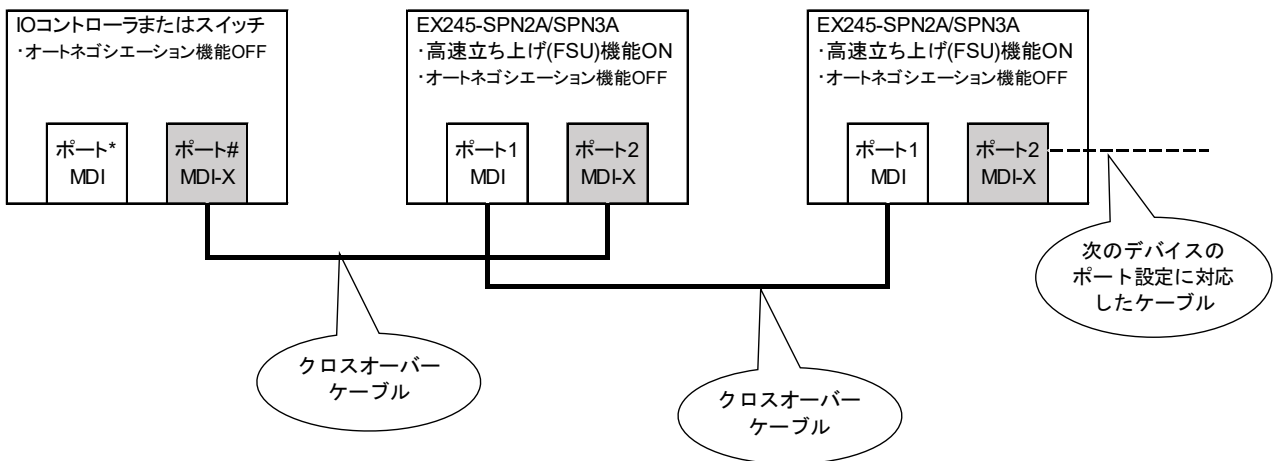 IOコントローラまたはスイッチ
・オートネゴシエーション機能OFF
ポート*
MDI
ポート#
MDI-X
EX245-SPN2A/SPN3A
・高速立ち上げ(FSU)機能ON
・オートネゴシエーション機能OFF
ポート1
MDI
ポート2
MDI-X
EX245-SPN2A/SPN3A
・高速立ち上げ(FSU)機能ON
・オートネゴシエーション機能OFF
ポート1
MDI
ポート2
MDI-X
次のデバイスの
ポート設定に対応
したケーブル
クロスオーバー
ケーブル
クロスオーバー
ケーブル